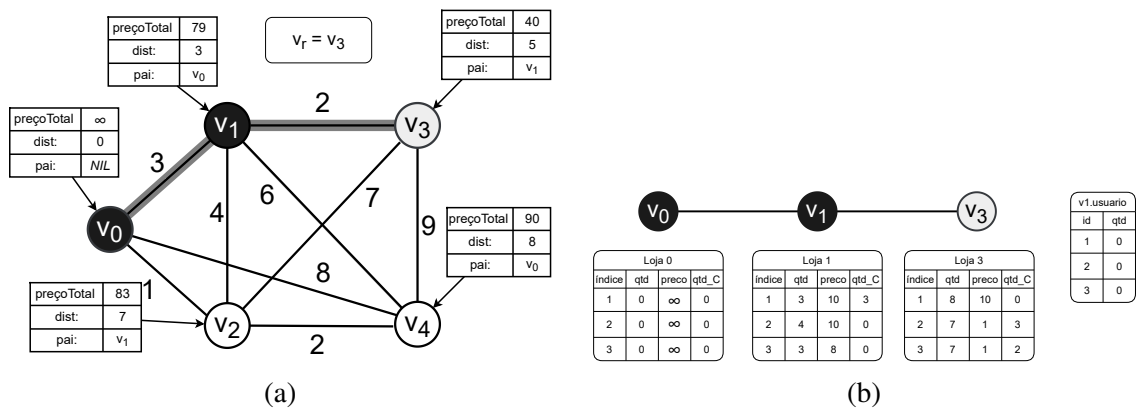 preçoTotal 79
dist: 3
pai: v0
vr = v3
preçoTotal 40
dist: 5
pai: v1
preçoTotal ∞
dist: 0
pai: NIL
2
v1
v3
3
4
6
7
9
v0
8
1
preçoTotal 90
dist: 8
pai: v0
preçoTotal 83
dist: 7
pai: v1
v2
v4
2
(a)
v0
v1
v3
Loja 0
índice qtd preco qtd_C
1 0 ∞ 0
2 0 ∞ 0
3 0 ∞ 0
Loja 1
índice qtd preco qtd_C
1 3 10 3
2 4 10 0
3 3 8 0
Loja 3
índice qtd preco qtd_C
1 8 10 0
2 7 1 3
3 7 1 2
v1.usuario
id qtd
1 0
2 0
3 0
(b)